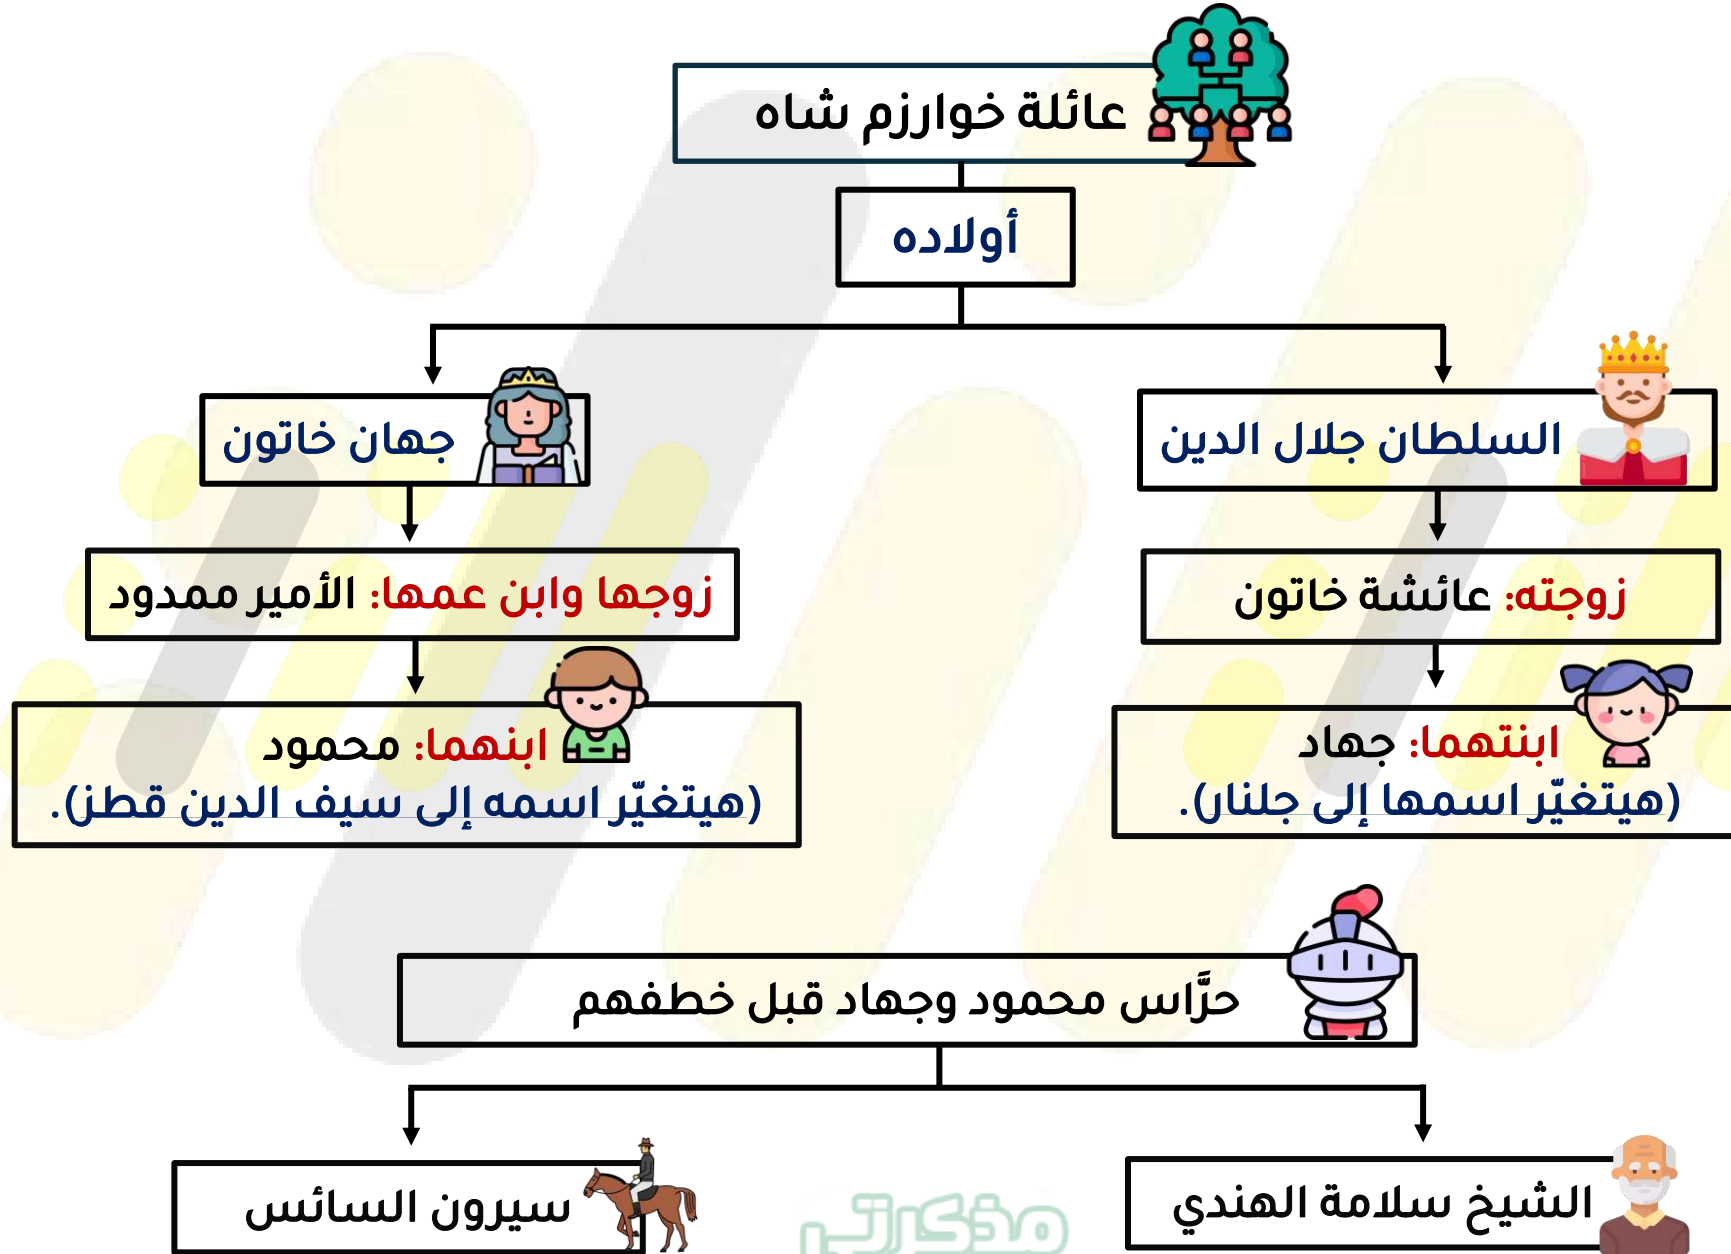 عائلة خوارزم شاه
أولاده
السلطان جلال الدين
جهان خاتون
زوجته: عائشة خاتون
زوجها وابن عمها: الأمير ممدود
ابنتهما: جهاد
(هيتغيّر اسمها إلى جلنار).
ابنهما: محمود
(هيتغيّر اسمه إلى سيف الدين قطز).
حرَّاس محمود وجهاد قبل خطفهم
الشيخ سلامة الهندي
سيرون السائس
مذكرتي